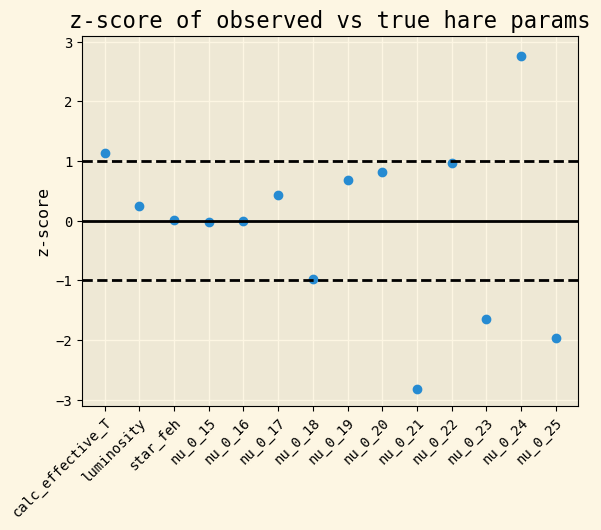 z-score of observed vs true hare params
z-score
3
2
1
0
−1
−2
−3
calc_effective_T
luminosity
star_feh
nu_0_15
nu_0_16
nu_0_17
nu_0_18
nu_0_19
nu_0_20
nu_0_21
nu_0_22
nu_0_23
nu_0_24
nu_0_25